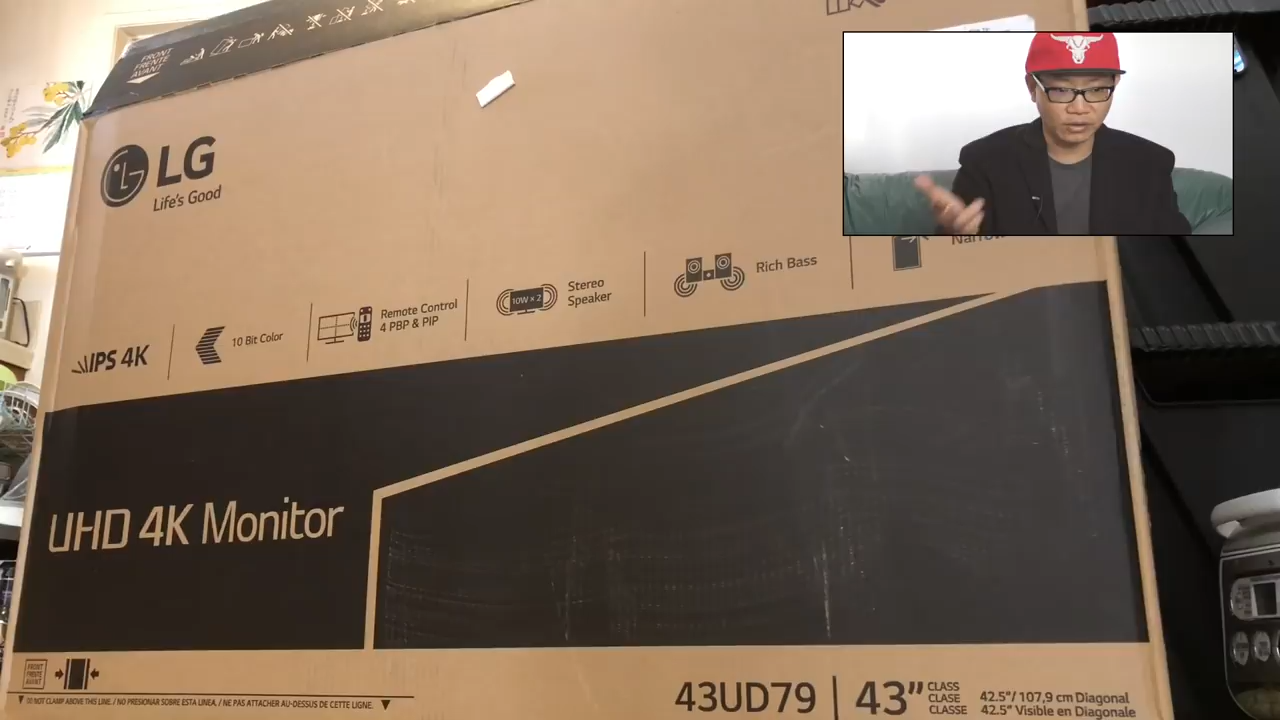 FRONT
FRENTE
AVANT
LG
Life's Good
IPS 4K
10 Bit Color
Remote Control
4 PBP & PIP
10W × 2
Stereo
Speaker
Rich Bass
UHD 4K Monitor
FRONT
FRENTE
AVANT
DO NOT CLAMP ABOVE THIS LINE. / NO PRESIONAR SOBRE ESTA LINEA. / NE PAS ATTACHER AU-DESSUS DE CETTE LIGNE.
43UD79
43”
CLASS
CLASE
CLASSE
42.5”/ 107,9 cm Diagonal
42.5” Visible en Diagonale